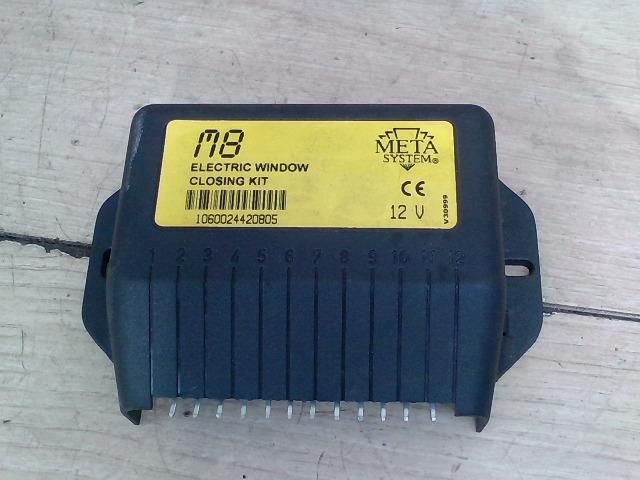 M8
ELECTRIC WINDOW
CLOSING KIT
1060024420805
META
SYSTEM®
CE
12 V
V30999
1 2 3 4 5 6 7 8 9 10 11 12